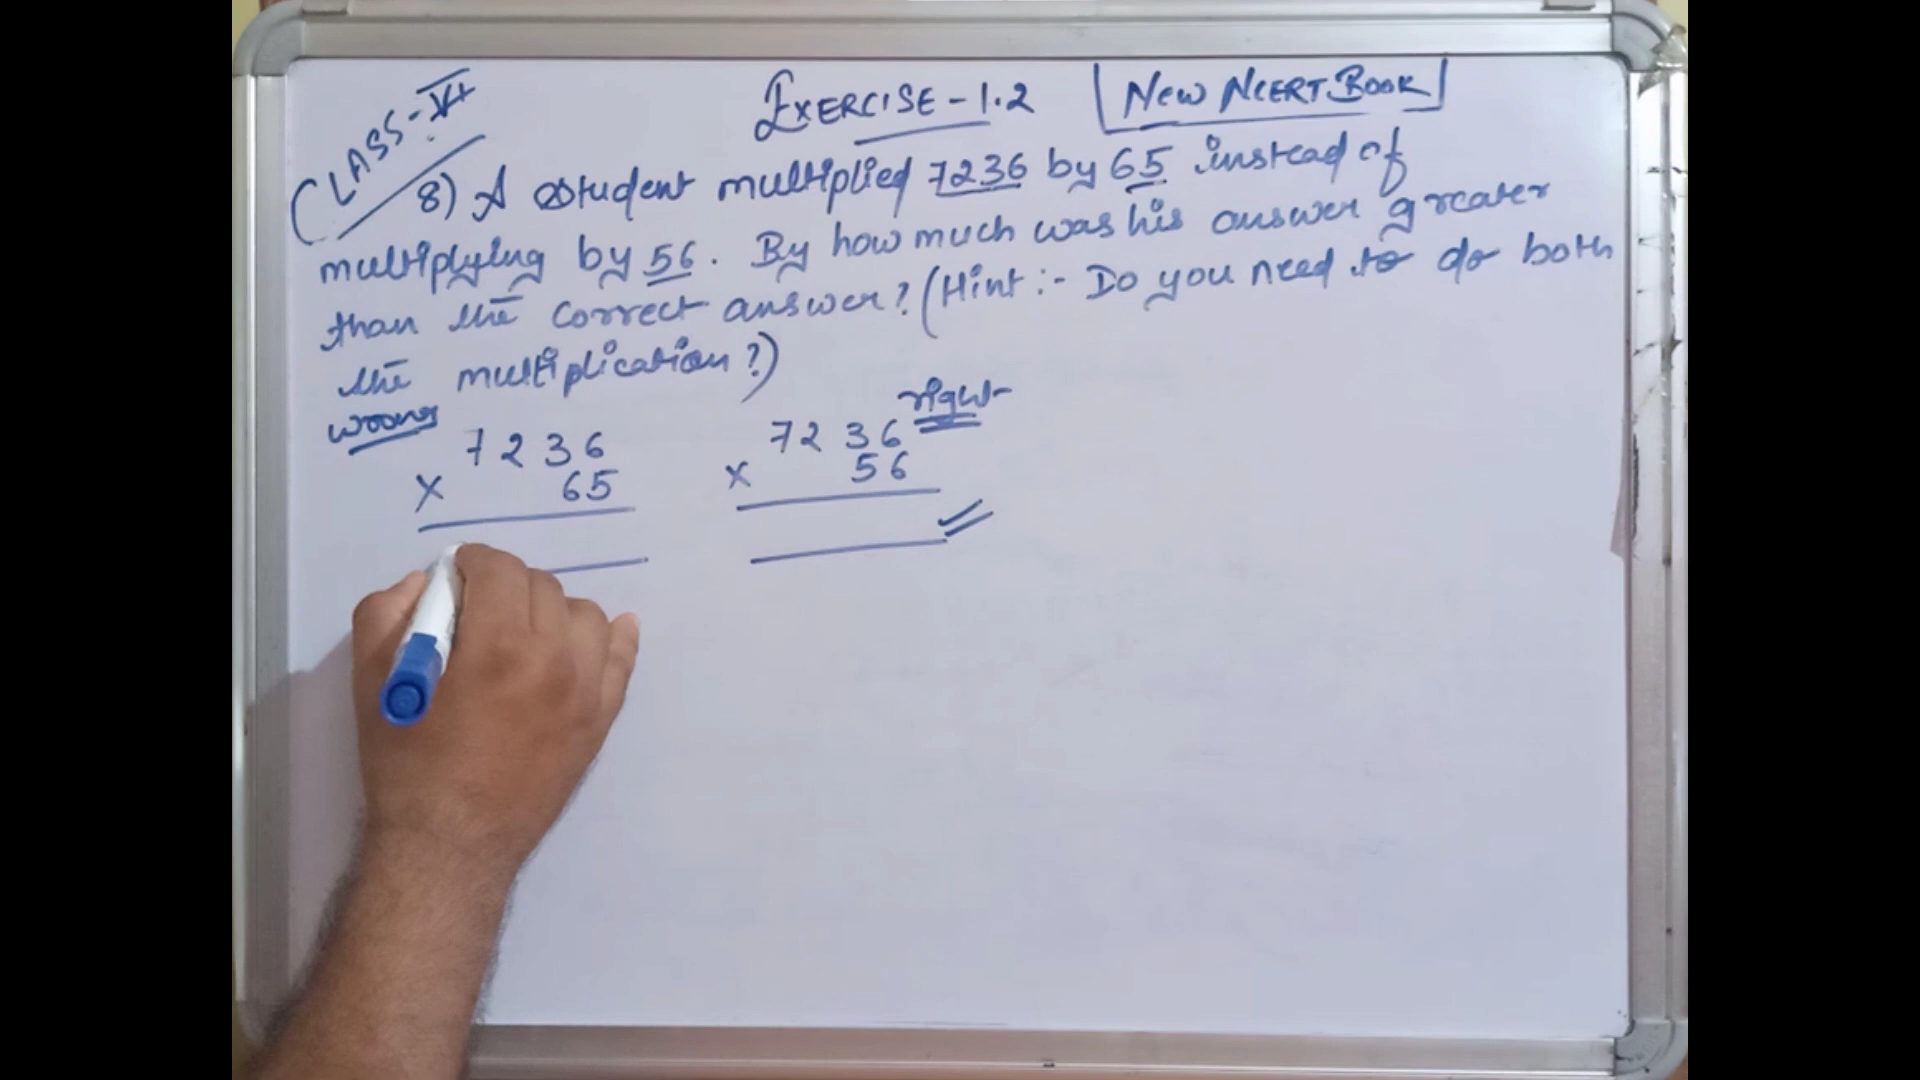 CLASS-VI
EXERCISE-1.2 [NEW NCERT BOOK]
8) A student multiplied 7236 by 65 instead of
multiplying by 56. By how much was his answer greater
than the correct answer? (Hint :- Do you need to do both
the multiplication?)
wrong
7236
x 65
right
7236
x 56